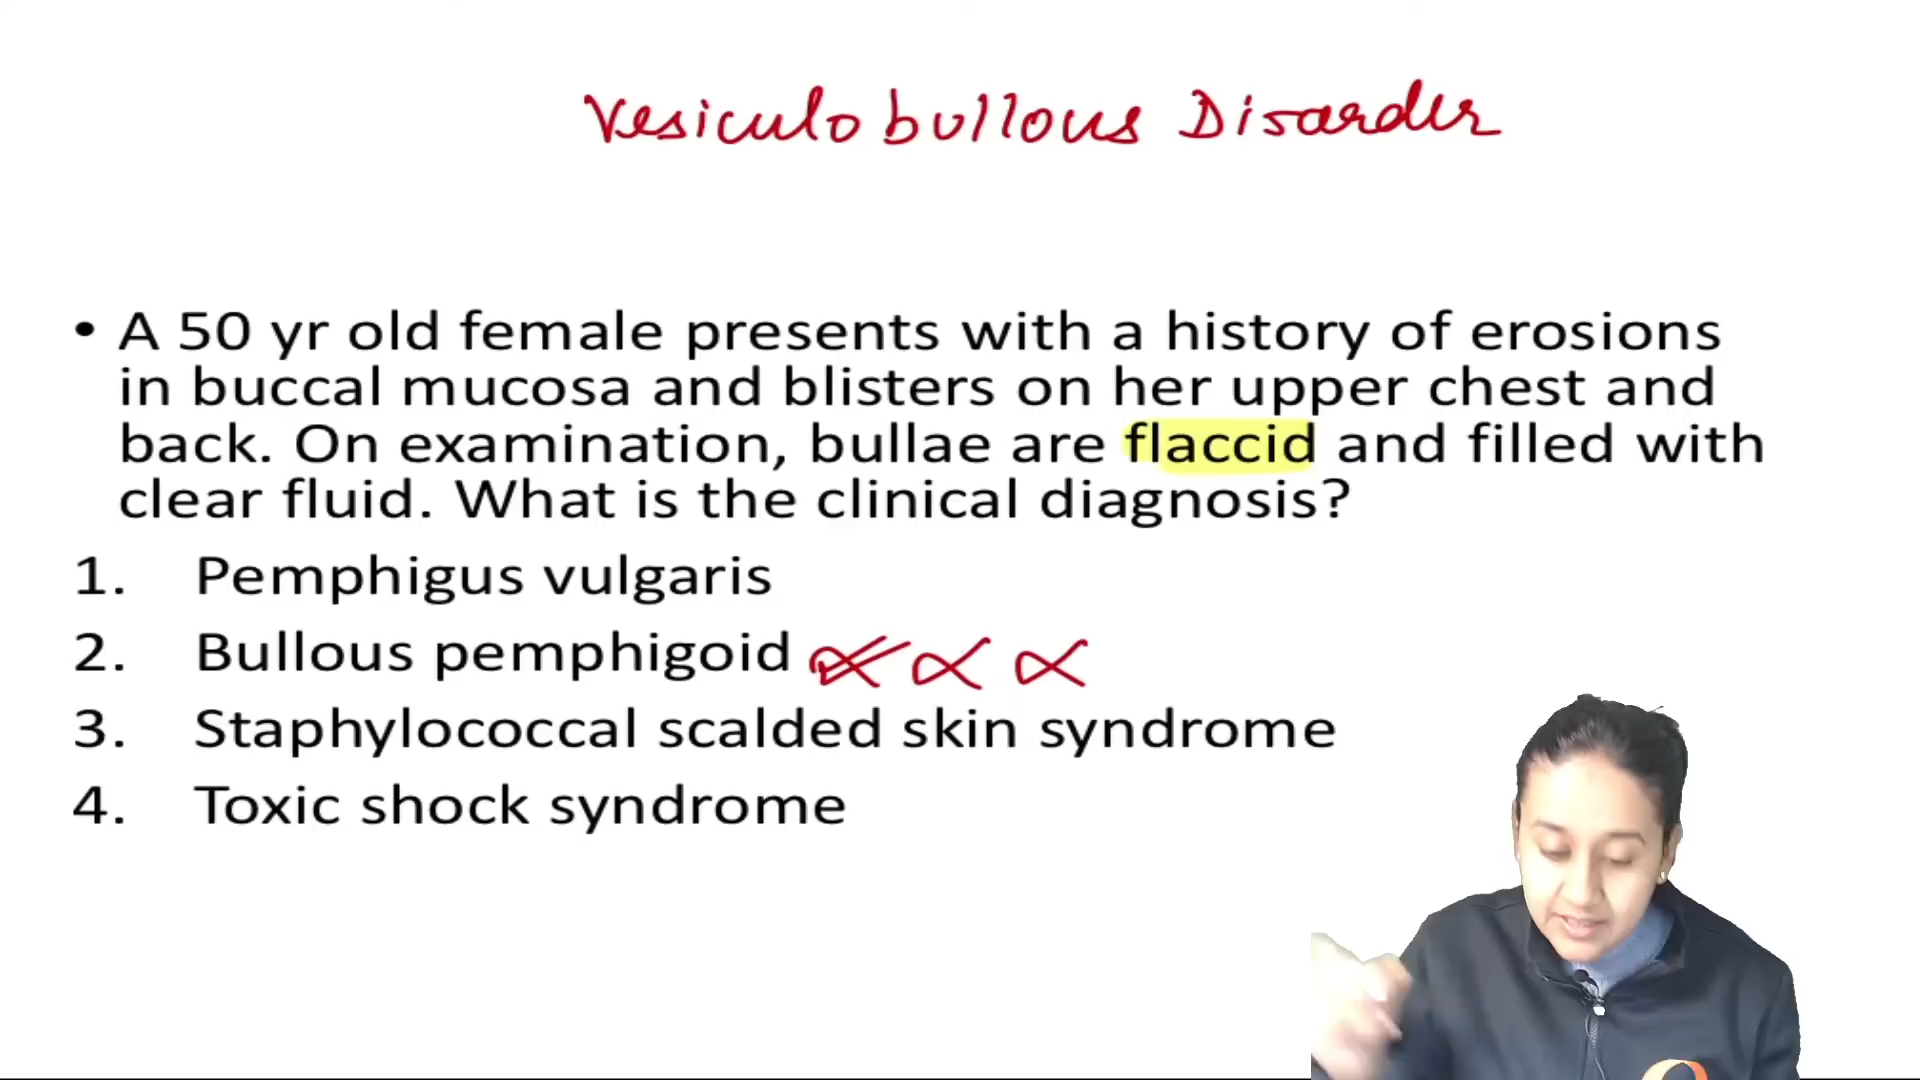 Vesiculobullous Disorder
• A 50 yr old female presents with a history of erosions
in buccal mucosa and blisters on her upper chest and
back. On examination, bullae are flaccid and filled with
clear fluid. What is the clinical diagnosis?
1. Pemphigus vulgaris
2. Bullous pemphigoid
3. Staphylococcal scalded skin syndrome
4. Toxic shock syndrome